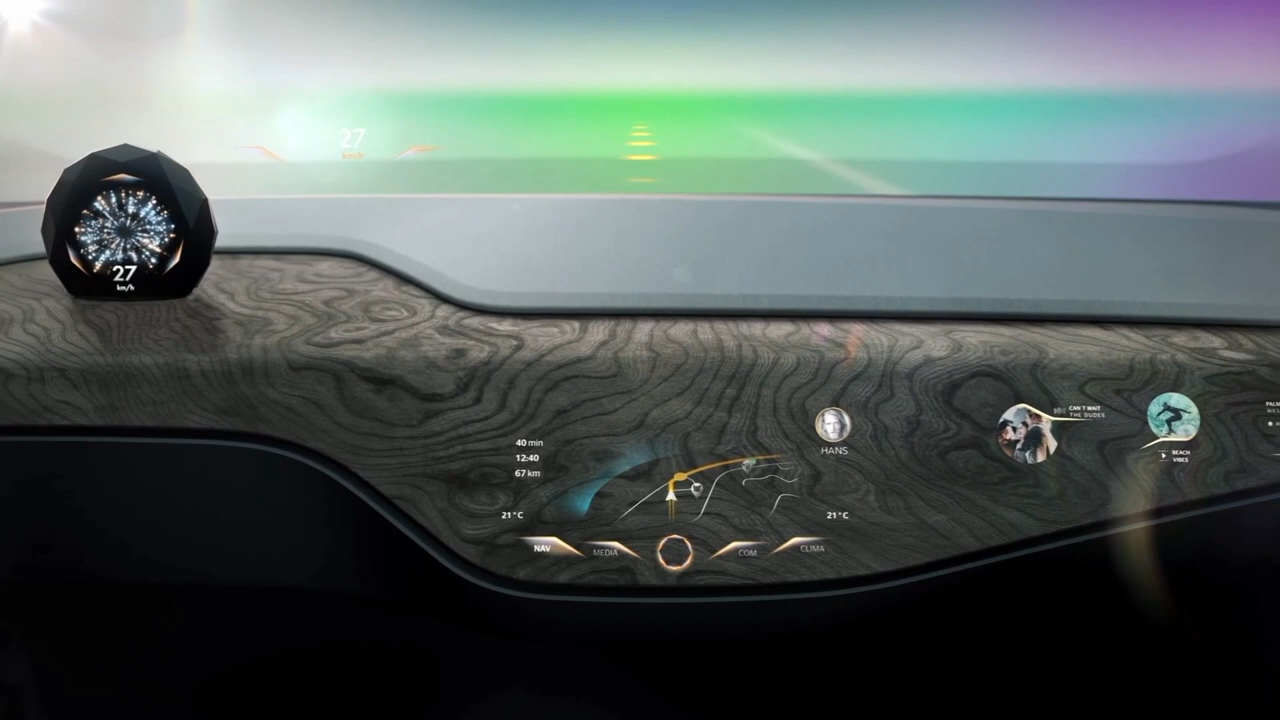 27
km/h
27
km/h
40 min
12:40
67 km
21°C
HANS
21°C
CAN'T WAIT
THE DUDES
BEACH
VIBES
PALM
NAV
MEDIA
COM
CLIMA